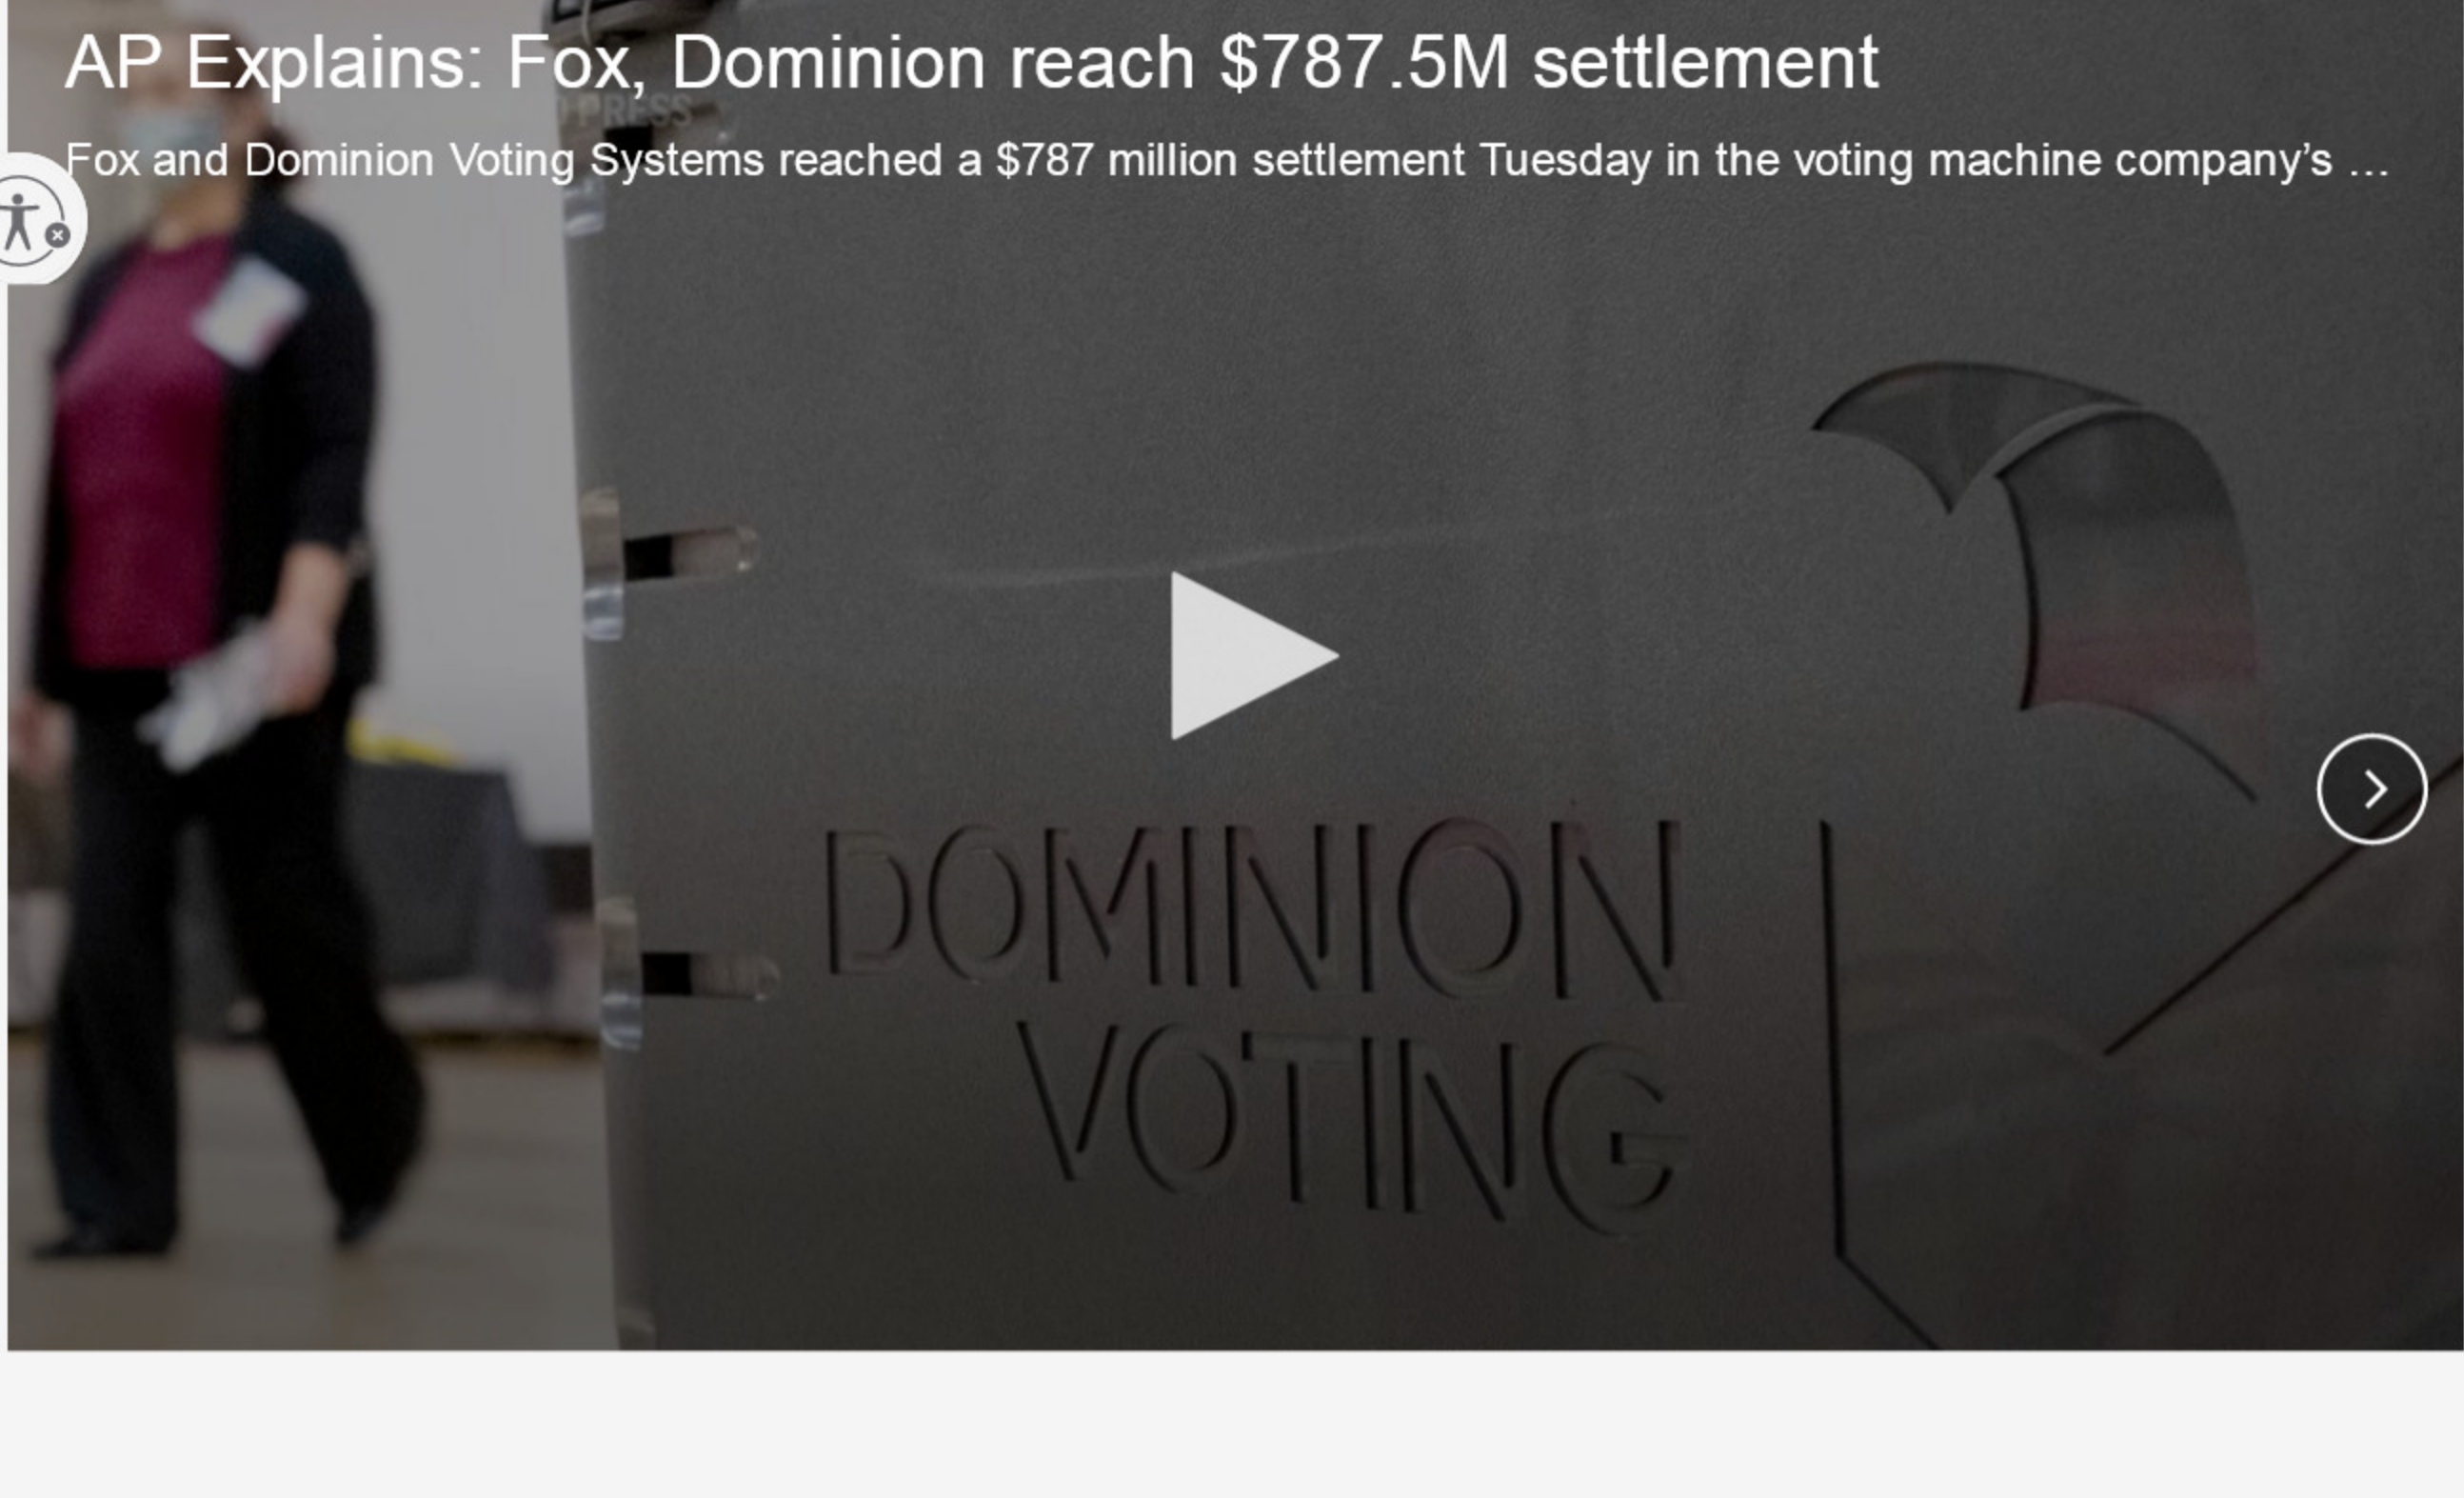 AP Explains: Fox, Dominion reach $787.5M settlement
PRESS
Fox and Dominion Voting Systems reached a $787 million settlement Tuesday in the voting machine company’s ...
DOMINION
VOTING